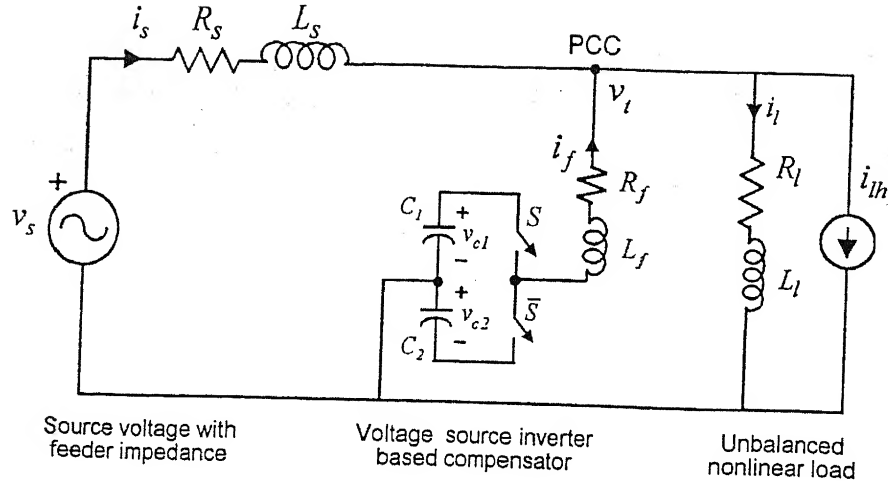 i_s
R_s
L_s
PCC
v_t
i_l
i_f
R_f
R_l
i_lh
+
v_s
C_1
+
v_c1
−
S
L_f
L_l
+
v_c2
−
S̅
C_2
Source voltage with
feeder impedance
Voltage source inverter
based compensator
Unbalanced
nonlinear load